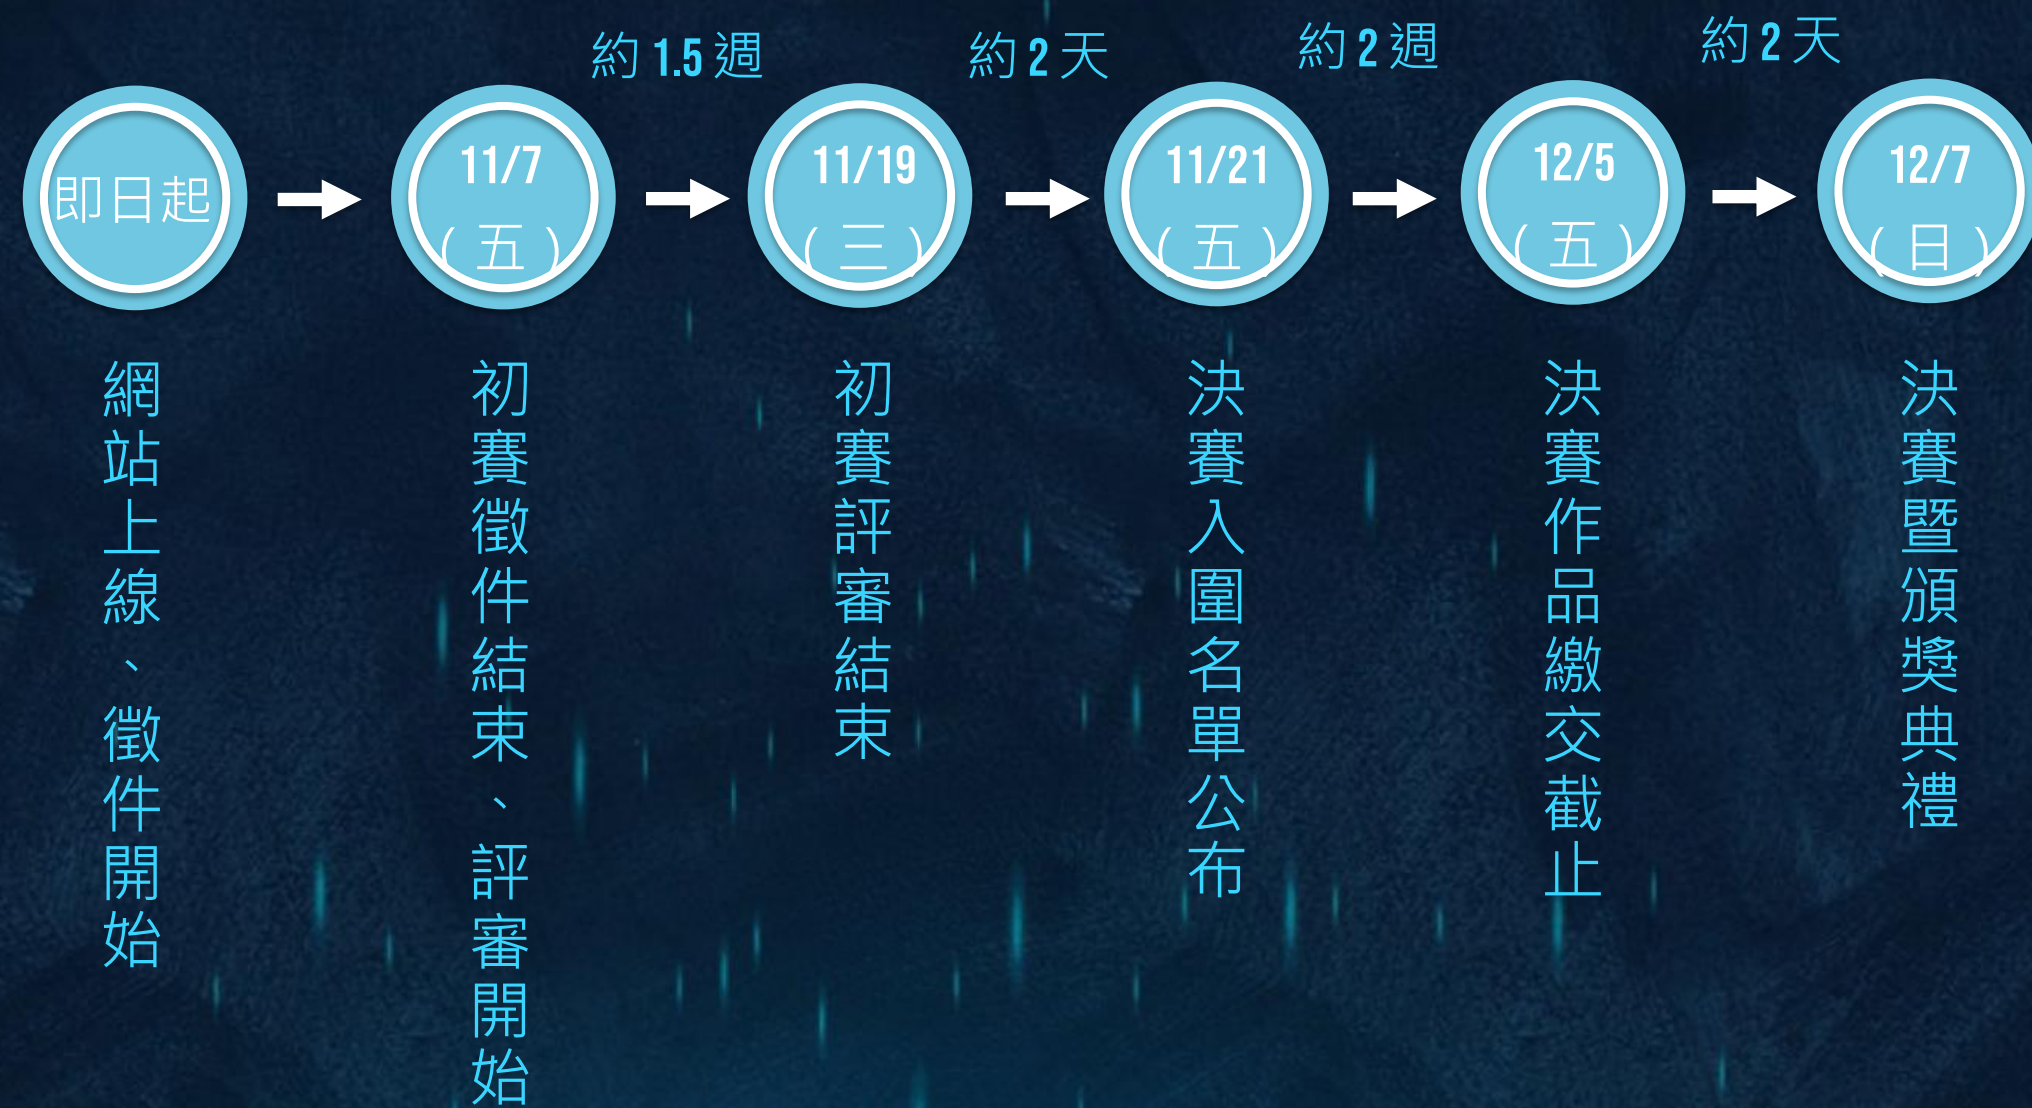 約 1.5 週
約 2 天
約 2 週
約 2 天
即日起
11/7
(五)
11/19
(三)
11/21
(五)
12/5
(五)
12/7
(日)
網站上線、徵件開始
初賽徵件結束、評審開始
初賽評審結束
決賽入圍名單公布
決賽作品繳交截止
決賽暨頒獎典禮